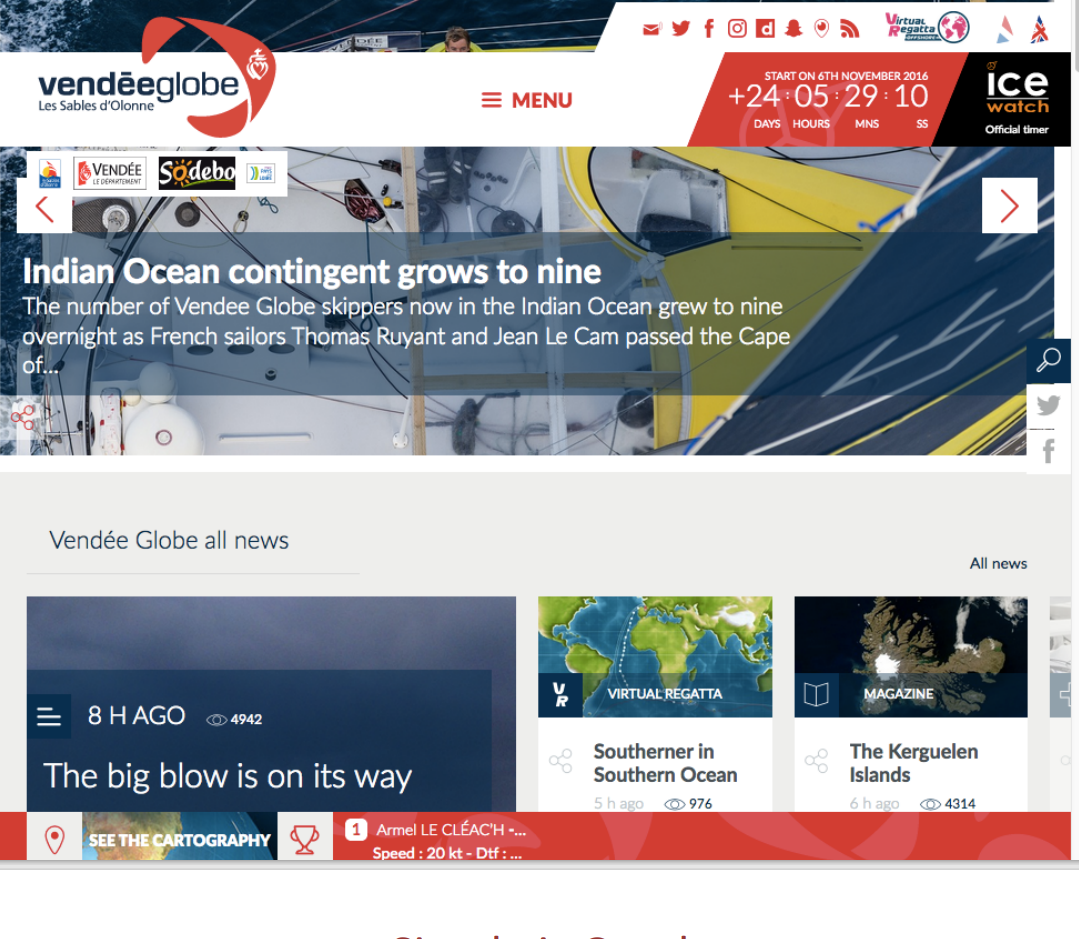 vendéeglobe
Les Sables d'Olonne
MENU
Virtual
Regatta
OFFSHORE
START ON 6TH NOVEMBER 2016
+24 : 05 : 29 : 10
DAYS HOURS MNS SS
ice
watch
Official timer
VENDÉE
LE DÉPARTEMENT
Sodebo
Indian Ocean contingent grows to nine
The number of Vendee Globe skippers now in the Indian Ocean grew to nine
overnight as French sailors Thomas Ruyant and Jean Le Cam passed the Cape
of...
Vendée Globe all news
All news
8 H AGO 4942
The big blow is on its way
VR
VIRTUAL REGATTA
Southerner in
Southern Ocean
5 h ago 976
MAGAZINE
The Kerguelen
Islands
6 h ago 4314
SEE THE CARTOGRAPHY
1 Armel LE CLÉAC'H -...
Speed : 20 kt - Dtf : ...